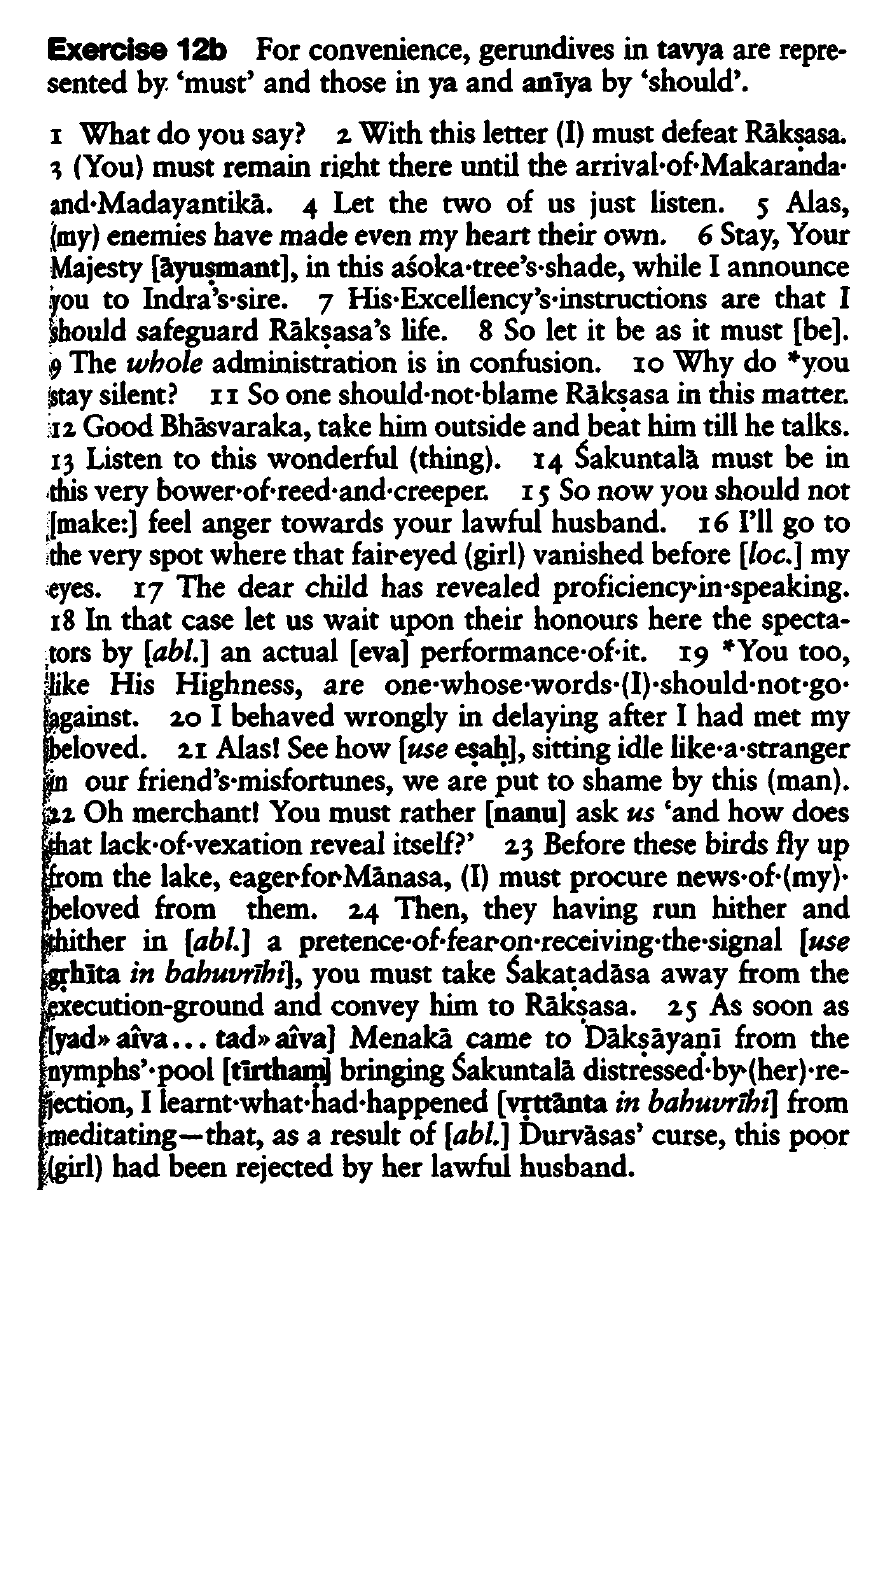 Exercise 12b For convenience, gerundives in tavya are repre-
sented by 'must' and those in ya and anīya by 'should'.
1 What do you say? 2 With this letter (I) must defeat Rākṣasa.
3 (You) must remain right there until the arrival·of·Makaranda·
and·Madayantikā. 4 Let the two of us just listen. 5 Alas,
(my) enemies have made even my heart their own. 6 Stay, Your
Majesty [āyuṣmant], in this aśoka·tree's·shade, while I announce
you to Indra's·sire. 7 His·Excellency's·instructions are that I
should safeguard Rākṣasa's life. 8 So let it be as it must [be].
9 The whole administration is in confusion. 10 Why do *you
stay silent? 11 So one should·not·blame Rākṣasa in this matter.
12 Good Bhāsvaraka, take him outside and beat him till he talks.
13 Listen to this wonderful (thing). 14 Śakuntalā must be in
this very bower·of·reed·and·creeper. 15 So now you should not
[make:] feel anger towards your lawful husband. 16 I'll go to
the very spot where that fair·eyed (girl) vanished before [loc.] my
eyes. 17 The dear child has revealed proficiency·in·speaking.
18 In that case let us wait upon their honours here the specta-
tors by [abl.] an actual [eva] performance·of·it. 19 *You too,
like His Highness, are one·whose·words·(I)·should·not·go·
against. 20 I behaved wrongly in delaying after I had met my
beloved. 21 Alas! See how [use eṣaḥ], sitting idle like·a·stranger
in our friend's·misfortunes, we are put to shame by this (man).
22 Oh merchant! You must rather [nanu] ask us 'and how does
that lack·of·vexation reveal itself?' 23 Before these birds fly up
from the lake, eager·for·Mānasa, (I) must procure news·of·(my)·
beloved from them. 24 Then, they having run hither and
thither in [abl.] a pretence·of·fear·on·receiving·the·signal [use
gṛhīta in bahuvrīhi], you must take Śakaṭadāsa away from the
execution-ground and convey him to Rākṣasa. 25 As soon as
[yad» aîva... tad» aîva] Menakā came to Dākṣāyaṇī from the
nymphs'·pool [tīrtham] bringing Śakuntalā distressed·by·(her)·re-
jection, I learnt·what·had·happened [vṛttānta in bahuvrīhi] from
meditating—that, as a result of [abl.] Durvāsas' curse, this poor
(girl) had been rejected by her lawful husband.